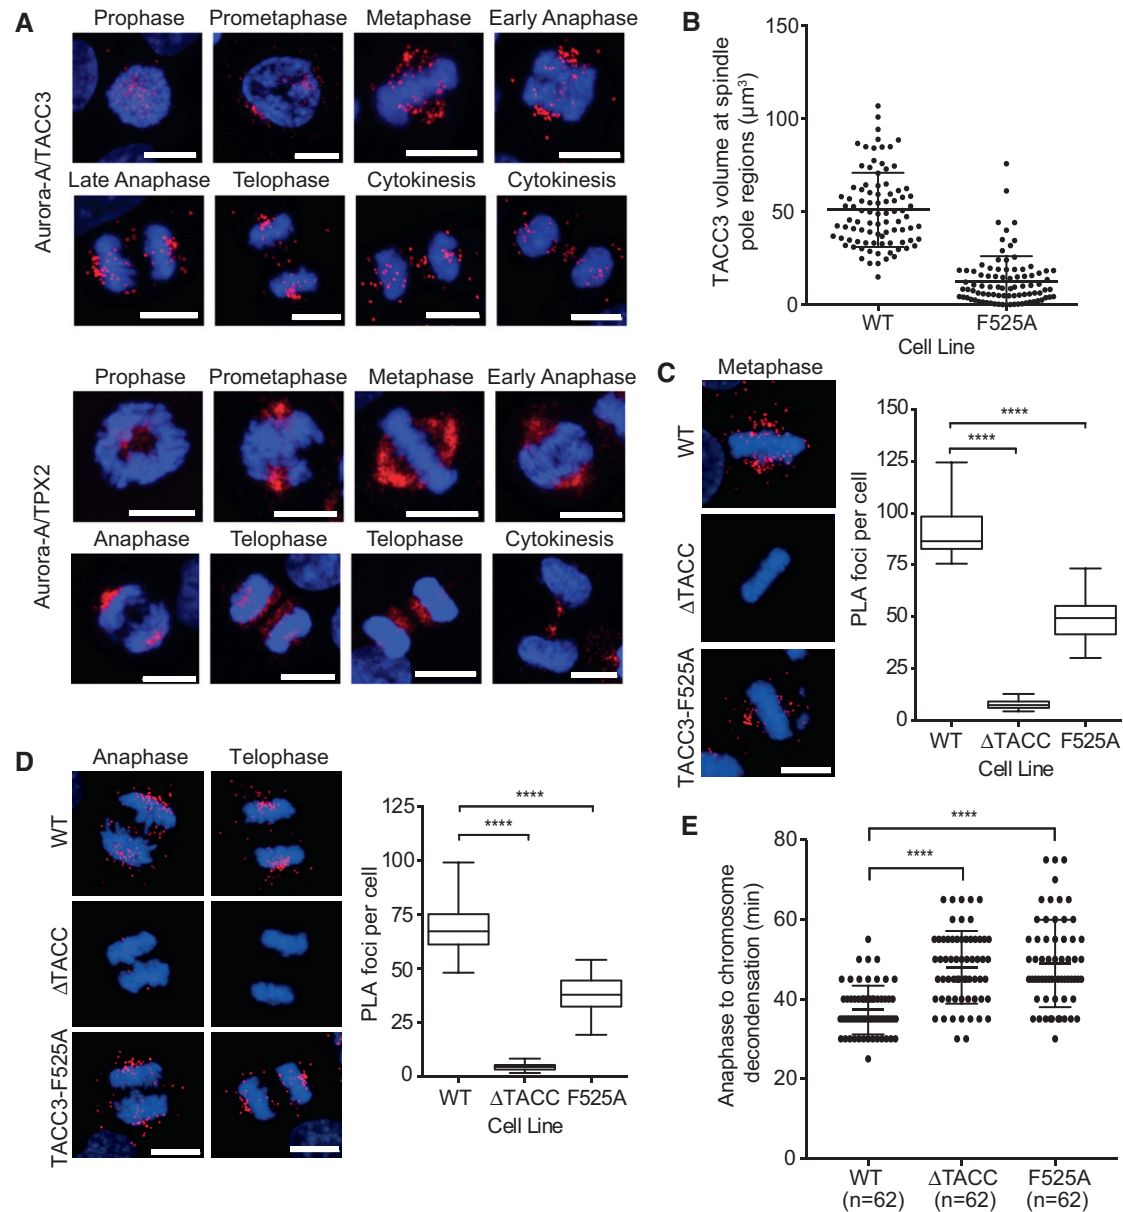 A
Prophase Prometaphase Metaphase Early Anaphase
Aurora-A/TACC3
Late Anaphase Telophase Cytokinesis Cytokinesis
Prophase Prometaphase Metaphase Early Anaphase
Aurora-A/TPX2
Anaphase Telophase Telophase Cytokinesis
B
TACC3 volume at spindle
pole regions (µm³)
150
100
50
0
WT F525A
Cell Line
C
Metaphase
WT
ΔTACC
TACC3-F525A
PLA foci per cell
150
125
100
75
50
25
0
****
****
WT ΔTACC F525A
Cell Line
D
Anaphase Telophase
WT
ΔTACC
TACC3-F525A
PLA foci per cell
125
100
75
50
25
0
****
****
WT ΔTACC F525A
Cell Line
E
Anaphase to chromosome
decondensation (min)
80
60
40
20
0
****
****
WT ΔTACC F525A
(n=62) (n=62) (n=62)